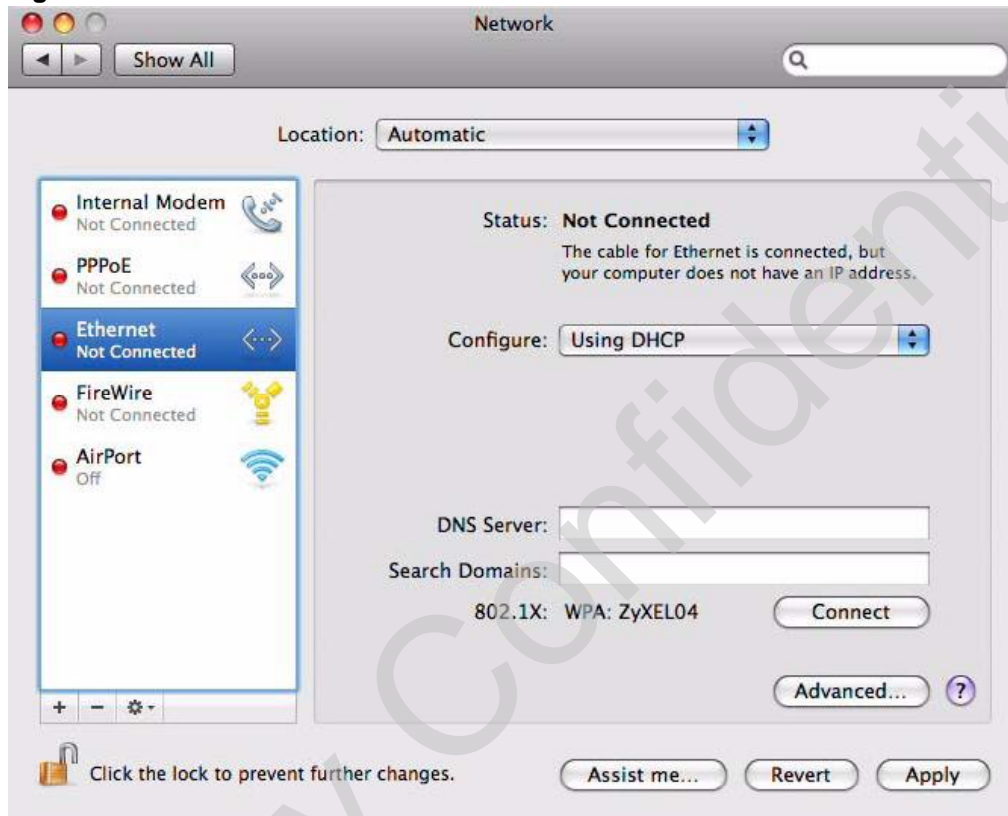 Network
Show All
Location: Automatic
Internal Modem
Not Connected
PPPoE
Not Connected
Ethernet
Not Connected
FireWire
Not Connected
AirPort
Off
Status: Not Connected
The cable for Ethernet is connected, but
your computer does not have an IP address.
Configure: Using DHCP
DNS Server:
Search Domains:
802.1X: WPA: ZyXEL04 Connect
Advanced... ?
+ -
Click the lock to prevent further changes.
Assist me... Revert Apply